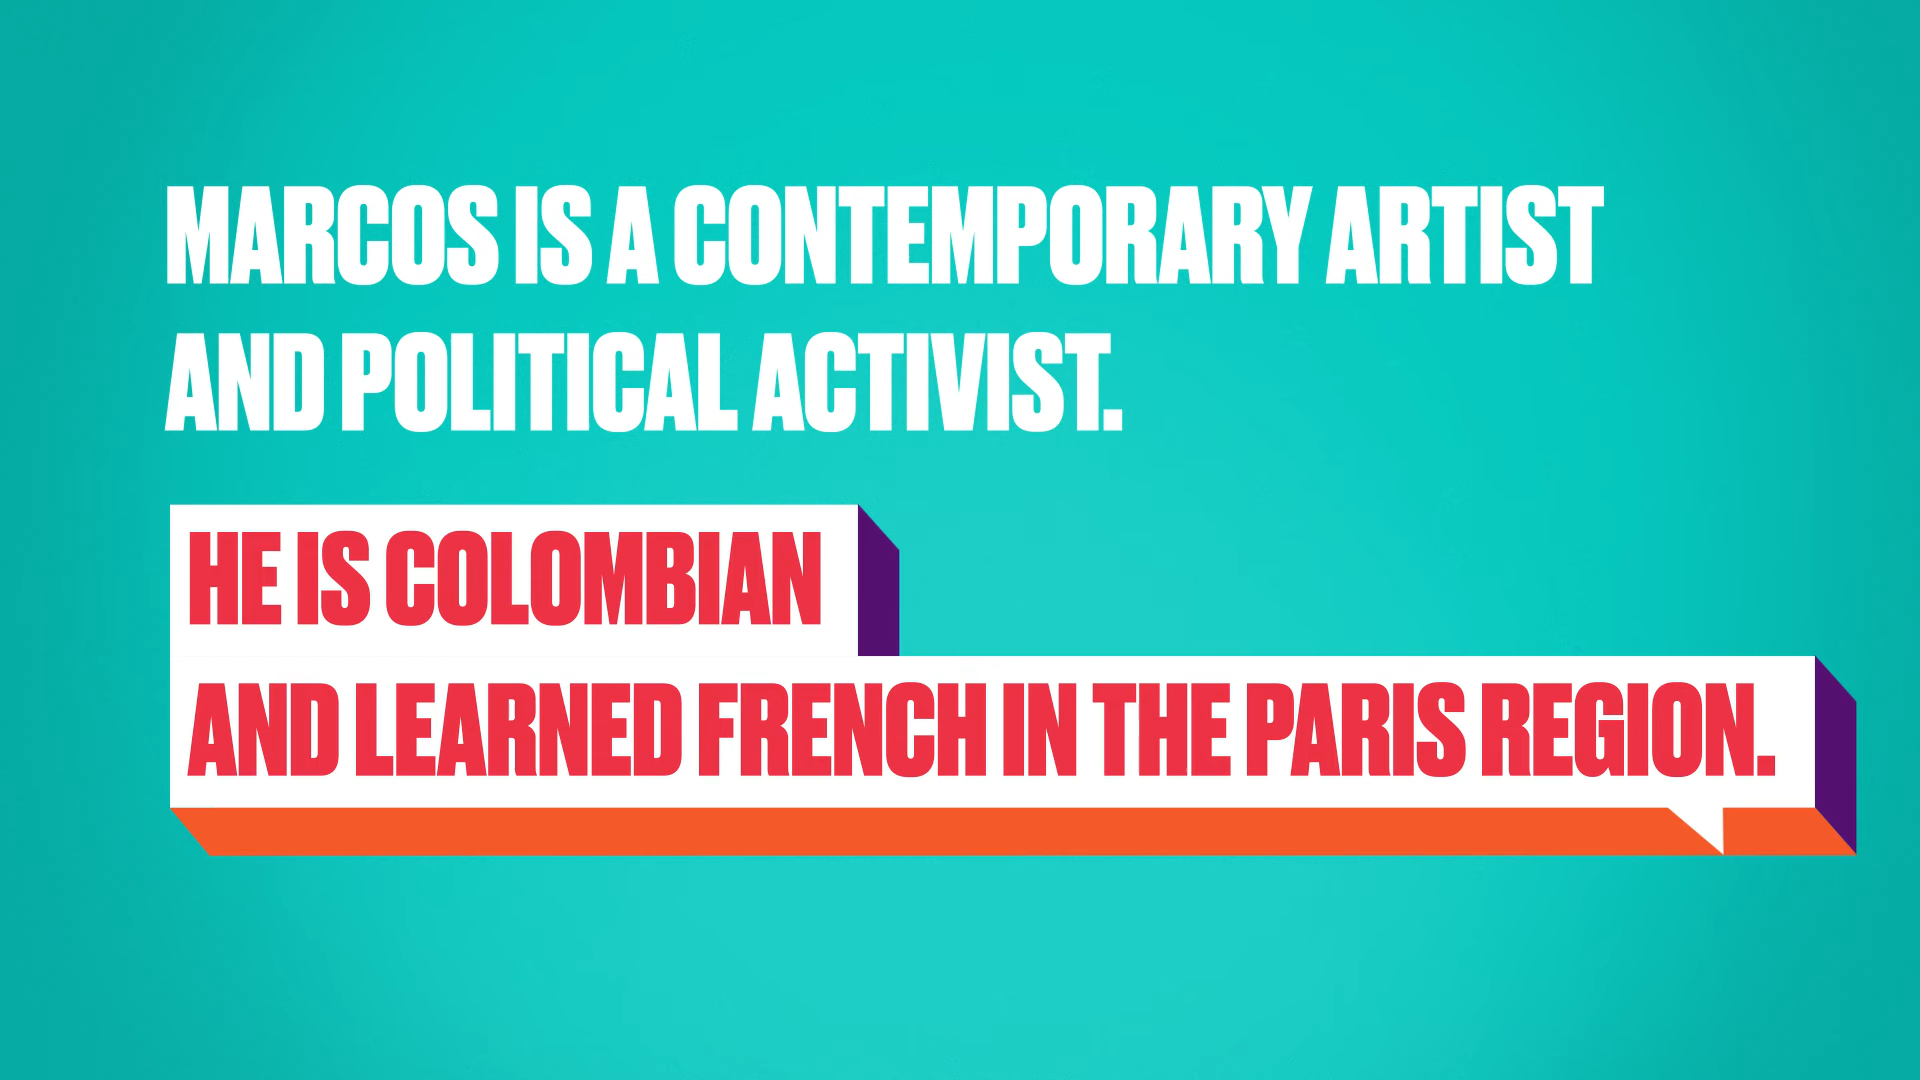 MARCOS IS A CONTEMPORARY ARTIST
AND POLITICAL ACTIVIST.
HE IS COLOMBIAN
AND LEARNED FRENCH IN THE PARIS REGION.